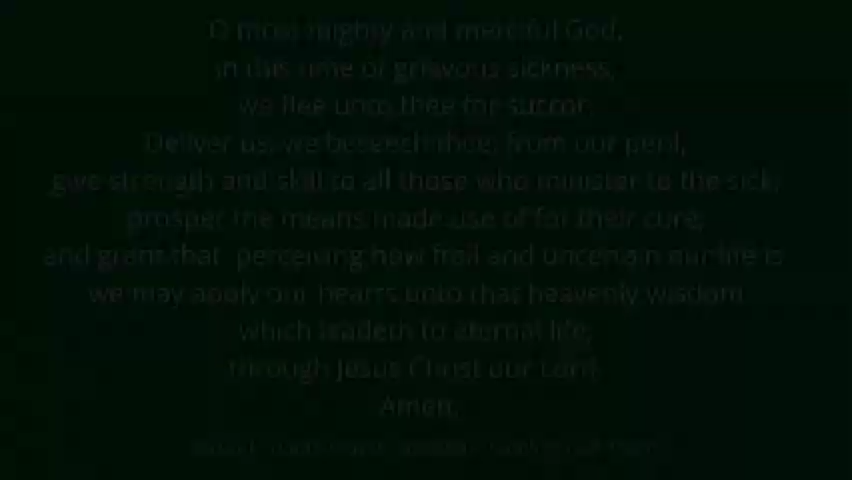 O most mighty and merciful God,
in this time of grievous sickness,
we flee unto thee for succor.
Deliver us, we beseech thee, from our peril,
give strength and skill to all those who minister to the sick,
prosper the means made use of for their cure,
and grant that, perceiving how frail and uncertain our life is
we may apply our hearts unto that heavenly wisdom
which leadeth to eternal life;
through Jesus Christ our Lord.
Amen.